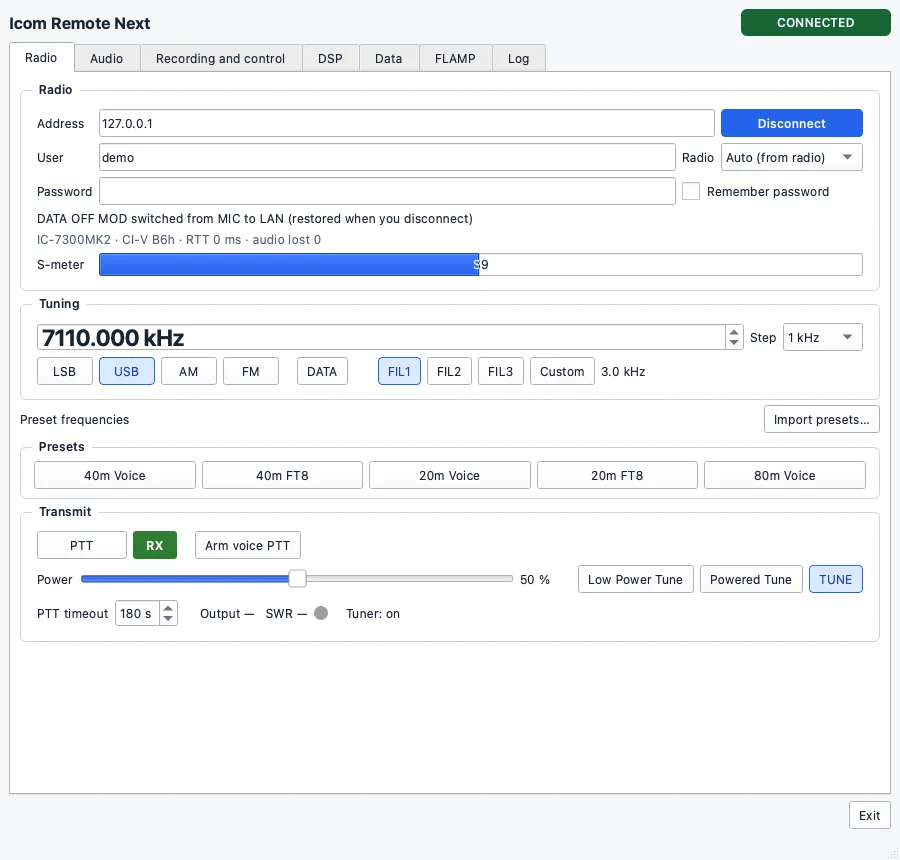 Icom Remote Next
CONNECTED
Radio Audio Recording and control DSP Data FLAMP Log
Radio
Address 127.0.0.1 Disconnect
User demo Radio Auto (from radio)
Password Remember password
DATA OFF MOD switched from MIC to LAN (restored when you disconnect)
IC-7300MK2 · CI-V B6h · RTT 0 ms · audio lost 0
S-meter S9
Tuning
7110.000 kHz Step 1 kHz
LSB USB AM FM DATA FIL1 FIL2 FIL3 Custom 3.0 kHz
Preset frequencies Import presets...
Presets
40m Voice 40m FT8 20m Voice 20m FT8 80m Voice
Transmit
PTT RX Arm voice PTT
Power 50 % Low Power Tune Powered Tune TUNE
PTT timeout 180 s Output — SWR — Tuner: on
Exit